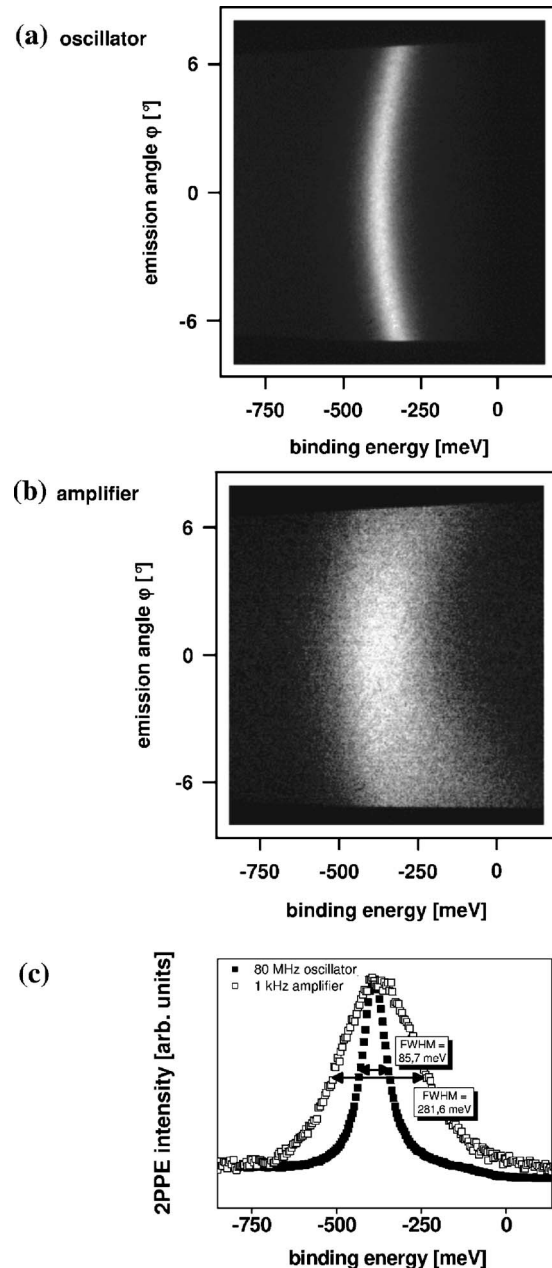 (a) oscillator
emission angle φ [°]
6
0
-6
-750 -500 -250 0
binding energy [meV]
(b) amplifier
emission angle φ [°]
6
0
-6
-750 -500 -250 0
binding energy [meV]
(c)
2PPE intensity [arb. units]
80 MHz oscillator
1 kHz amplifier
FWHM =
85,7 meV
FWHM =
281,6 meV
-750 -500 -250 0
binding energy [meV]